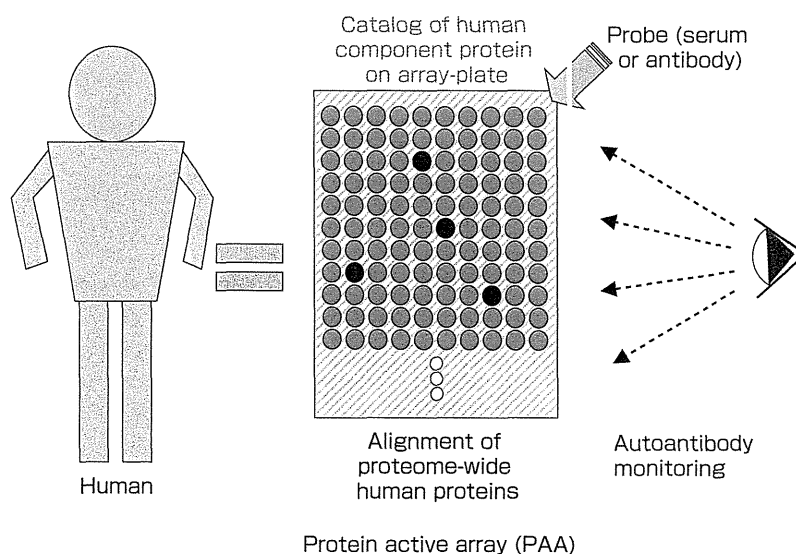 Catalog of human
component protein
on array-plate
Probe (serum
or antibody)
Human
Alignment of
proteome-wide
human proteins
Autoantibody
monitoring
Protein active array (PAA)